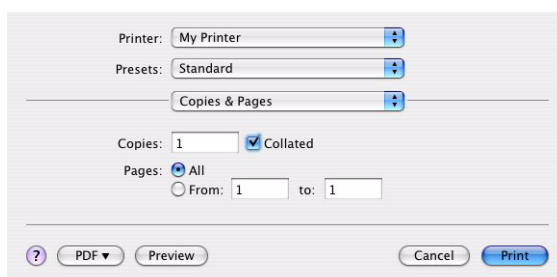 Printer: My Printer
Presets: Standard
Copies & Pages
Copies: 1 Collated
Pages: All
From: 1 to: 1
? PDF ▼ Preview Cancel Print